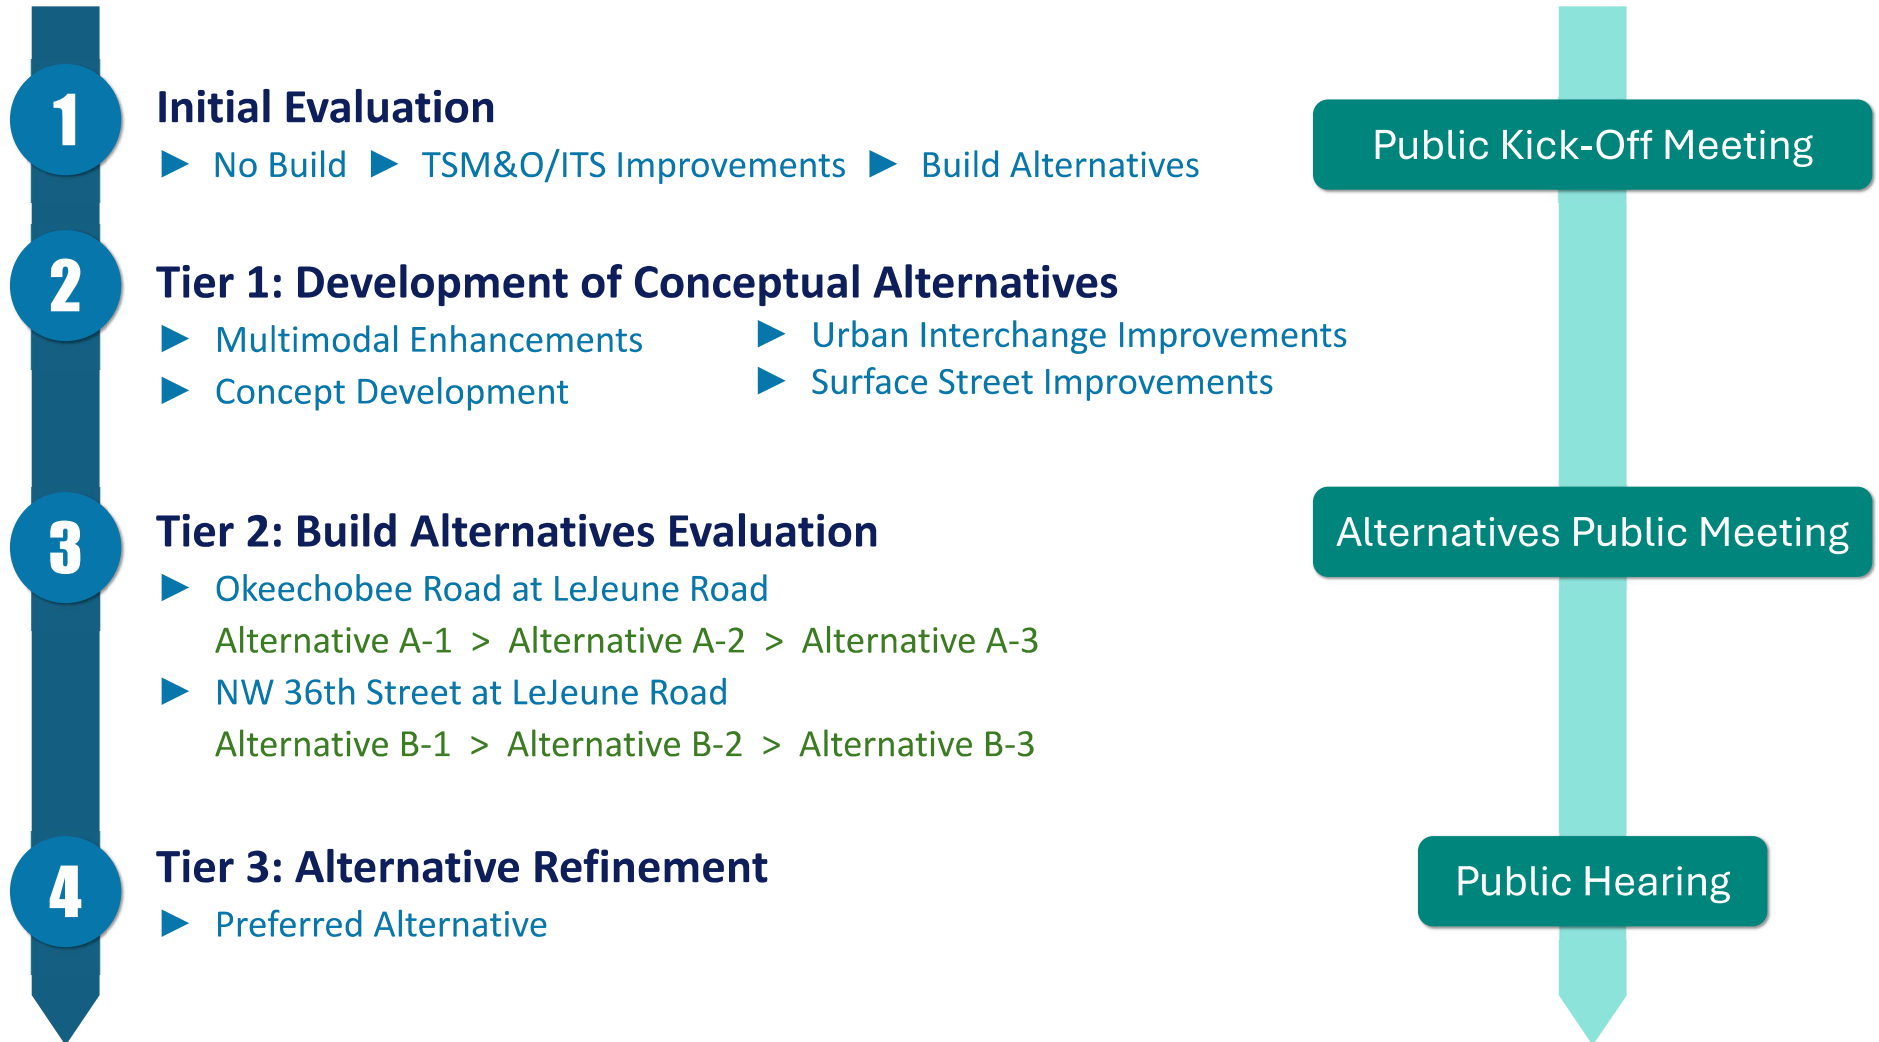 1
Initial Evaluation
► No Build ► TSM&O/ITS Improvements ► Build Alternatives
Public Kick-Off Meeting
2
Tier 1: Development of Conceptual Alternatives
► Multimodal Enhancements
► Concept Development
► Urban Interchange Improvements
► Surface Street Improvements
3
Tier 2: Build Alternatives Evaluation
► Okeechobee Road at LeJeune Road
Alternative A-1 > Alternative A-2 > Alternative A-3
► NW 36th Street at LeJeune Road
Alternative B-1 > Alternative B-2 > Alternative B-3
Alternatives Public Meeting
4
Tier 3: Alternative Refinement
► Preferred Alternative
Public Hearing